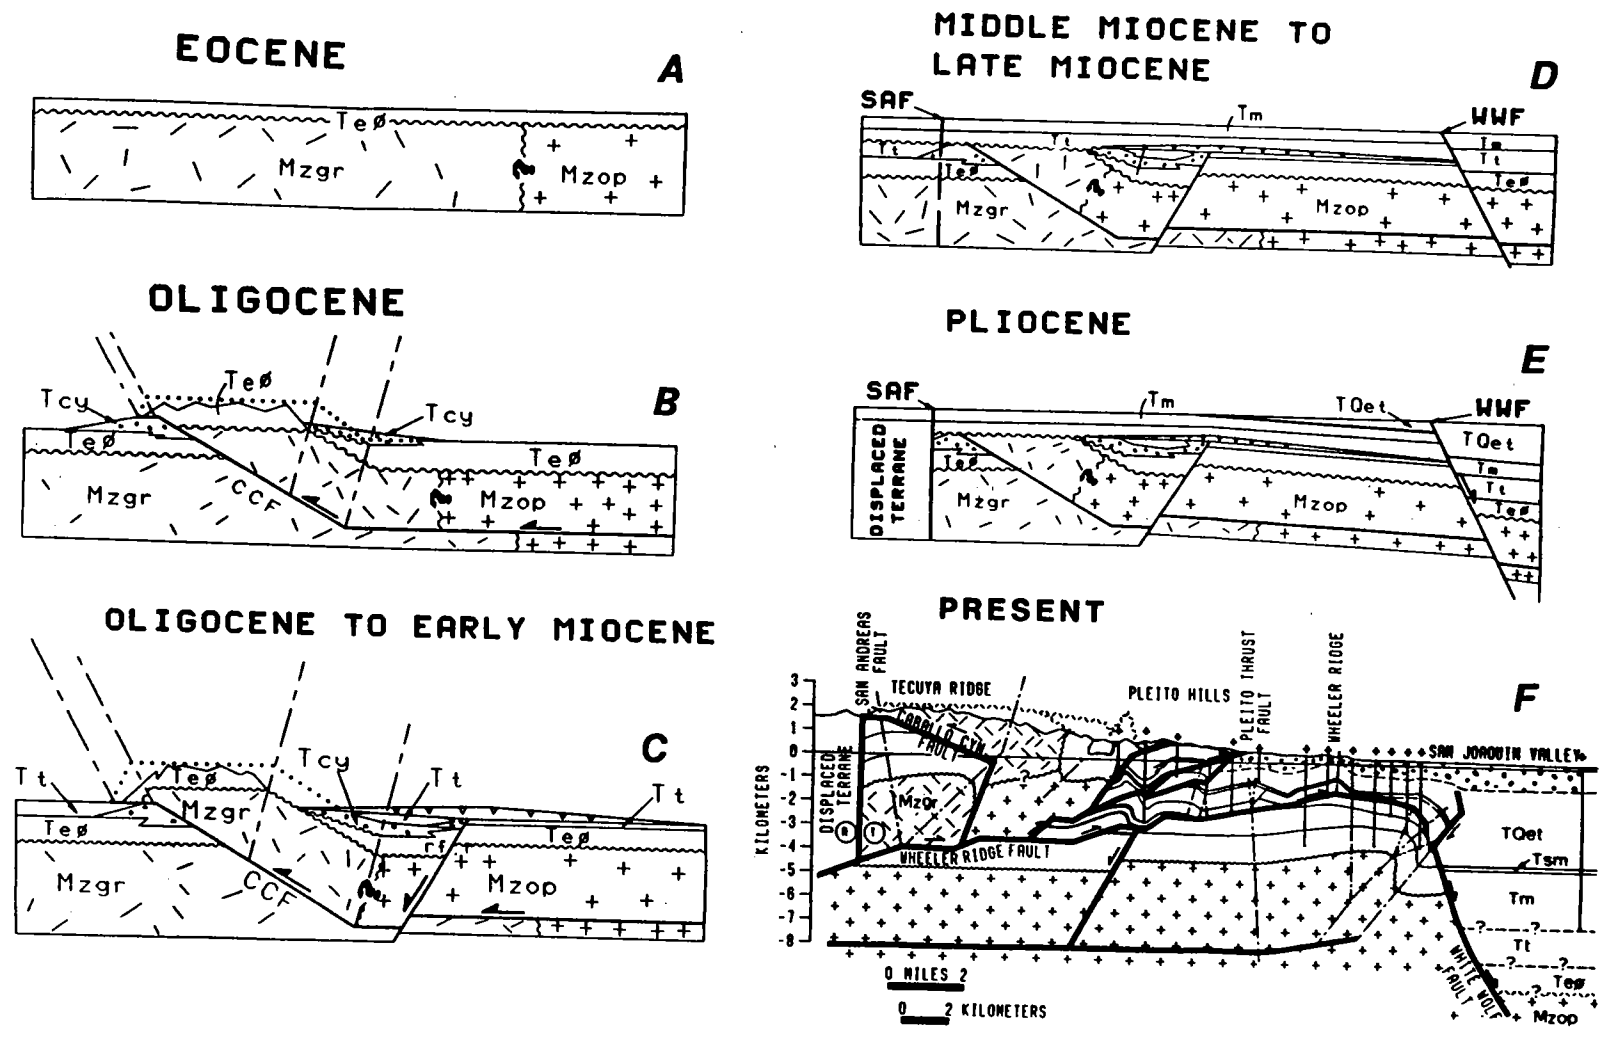 EOCENE
A
Teø
Mzgr
?
Mzop
OLIGOCENE
B
Teø
Tcy
Tcy
Teø
Teø
Mzgr
CCF
?
Mzop
OLIGOCENE TO EARLY MIOCENE
C
Tcy
Tt
Teø
Tt
Tt
Mzgr
Teø
Teø
rf
Mzgr
CCF
?
Mzop
MIDDLE MIOCENE TO
LATE MIOCENE
D
SAF
Tm
WWF
Tt
Tt
Tm
Tt
Teø
Teø
?
Mzgr
Mzop
PLIOCENE
E
SAF
Tm
TQet
WWF
TQet
DISPLACED
TERRANE
Teø
Tm
Tt
?
Mzgr
Mzop
Teø
PRESENT
F
SAN ANDREAS
FAULT
TECUYA RIDGE
PLEITO HILLS
PLEITO THRUST
FAULT
WHEELER RIDGE
KILOMETERS
3
2
1
0
-1
-2
-3
-4
-5
-6
-7
-8
CABALLO CYN
FAULT
SAN JOAQUIN VALLEY
DISPLACED
TERRANE
?
Mzgr
A
T
WHEELER RIDGE FAULT
TQet
Tsm
Tm
? ?
Tt
? ?
Teø
?
Mzop
WHITE WOLF
FAULT
0 MILES 2
0 2 KILOMETERS